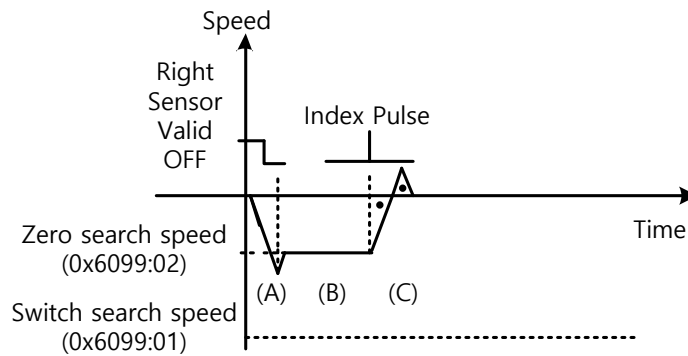 Speed
Right
Sensor
Valid
OFF
Index Pulse
Time
Zero search speed
(0x6099:02)
(A)
(B)
(C)
Switch search speed
(0x6099:01)